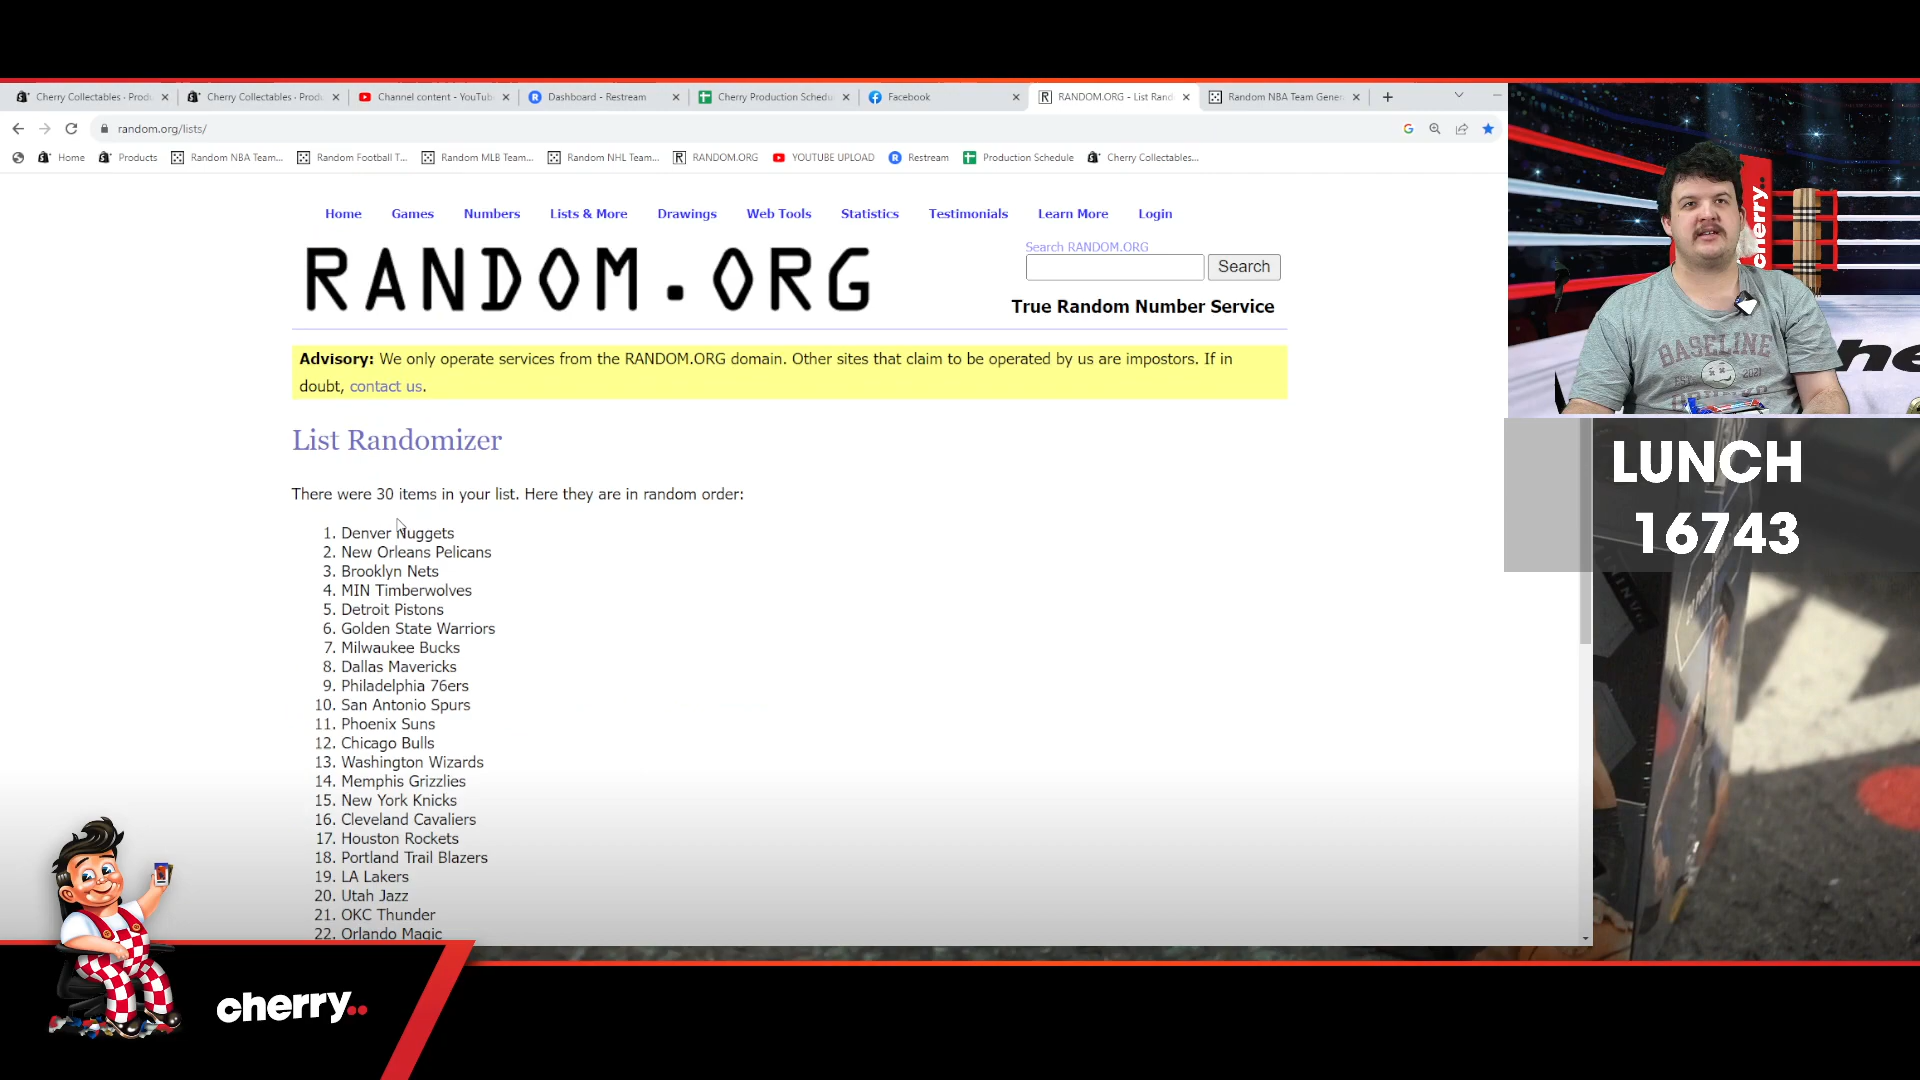 Cherry Collectables · Produ
Cherry Collectables · Produ
Channel content - YouTub
Dashboard - Restream
Cherry Production Schedu
Facebook
RANDOM.ORG - List Rand
Random NBA Team Gener
random.org/lists/
Home
Products
Random NBA Team...
Random Football T...
Random MLB Team...
Random NHL Team...
RANDOM.ORG
YOUTUBE UPLOAD
Restream
Production Schedule
Cherry Collectables...
Home Games Numbers Lists & More Drawings Web Tools Statistics Testimonials Learn More Login
RANDOM.ORG
Search RANDOM.ORG
Search
True Random Number Service
Advisory: We only operate services from the RANDOM.ORG domain. Other sites that claim to be operated by us are impostors. If in
doubt, contact us.
List Randomizer
There were 30 items in your list. Here they are in random order:
1. Denver Nuggets
2. New Orleans Pelicans
3. Brooklyn Nets
4. MIN Timberwolves
5. Detroit Pistons
6. Golden State Warriors
7. Milwaukee Bucks
8. Dallas Mavericks
9. Philadelphia 76ers
10. San Antonio Spurs
11. Phoenix Suns
12. Chicago Bulls
13. Washington Wizards
14. Memphis Grizzlies
15. New York Knicks
16. Cleveland Cavaliers
17. Houston Rockets
18. Portland Trail Blazers
19. LA Lakers
20. Utah Jazz
21. OKC Thunder
22. Orlando Magic
cherry..
BASELINE
EST. 2021
LUNCH
16743
cherry..